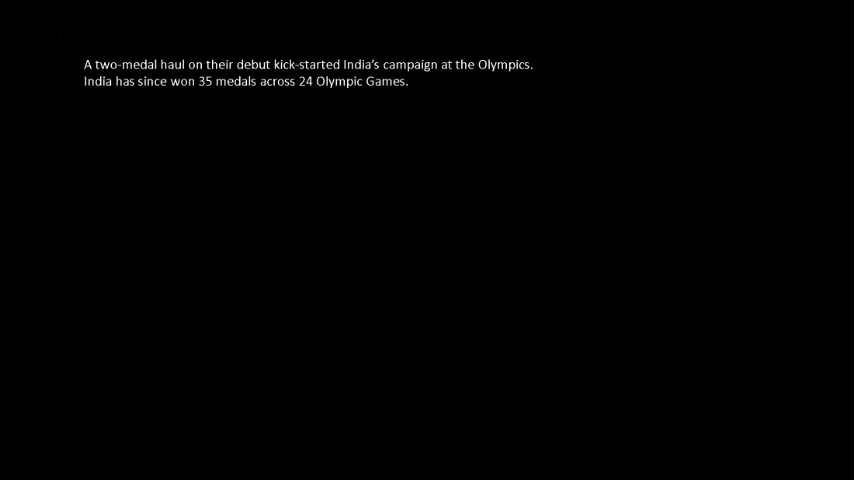 A two-medal haul on their debut kick-started India’s campaign at the Olympics.
India has since won 35 medals across 24 Olympic Games.